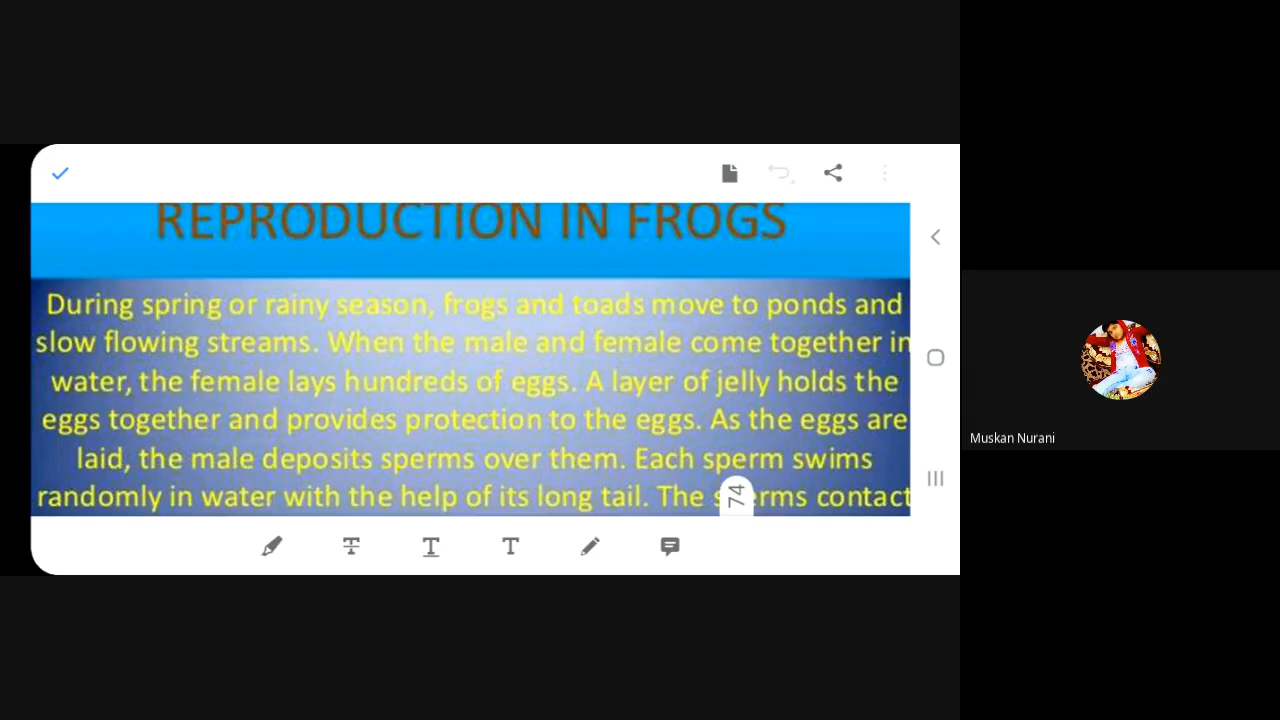 REPRODUCTION IN FROGS
During spring or rainy season, frogs and toads move to ponds and
slow flowing streams. When the male and female come together in
water, the female lays hundreds of eggs. A layer of jelly holds the
eggs together and provides protection to the eggs. As the eggs are
laid, the male deposits sperms over them. Each sperm swims
randomly in water with the help of its long tail. The sperms contact
74
Muskan Nurani